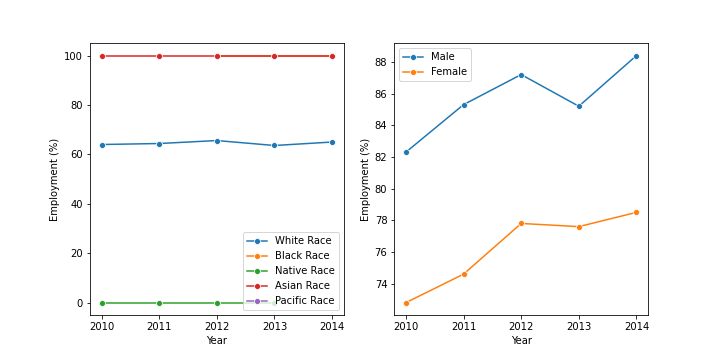 100
80
60
40
20
0
Employment (%)
2010 2011 2012 2013 2014
Year
White Race
Black Race
Native Race
Asian Race
Pacific Race
88
86
84
82
80
78
76
74
Employment (%)
2010 2011 2012 2013 2014
Year
Male
Female